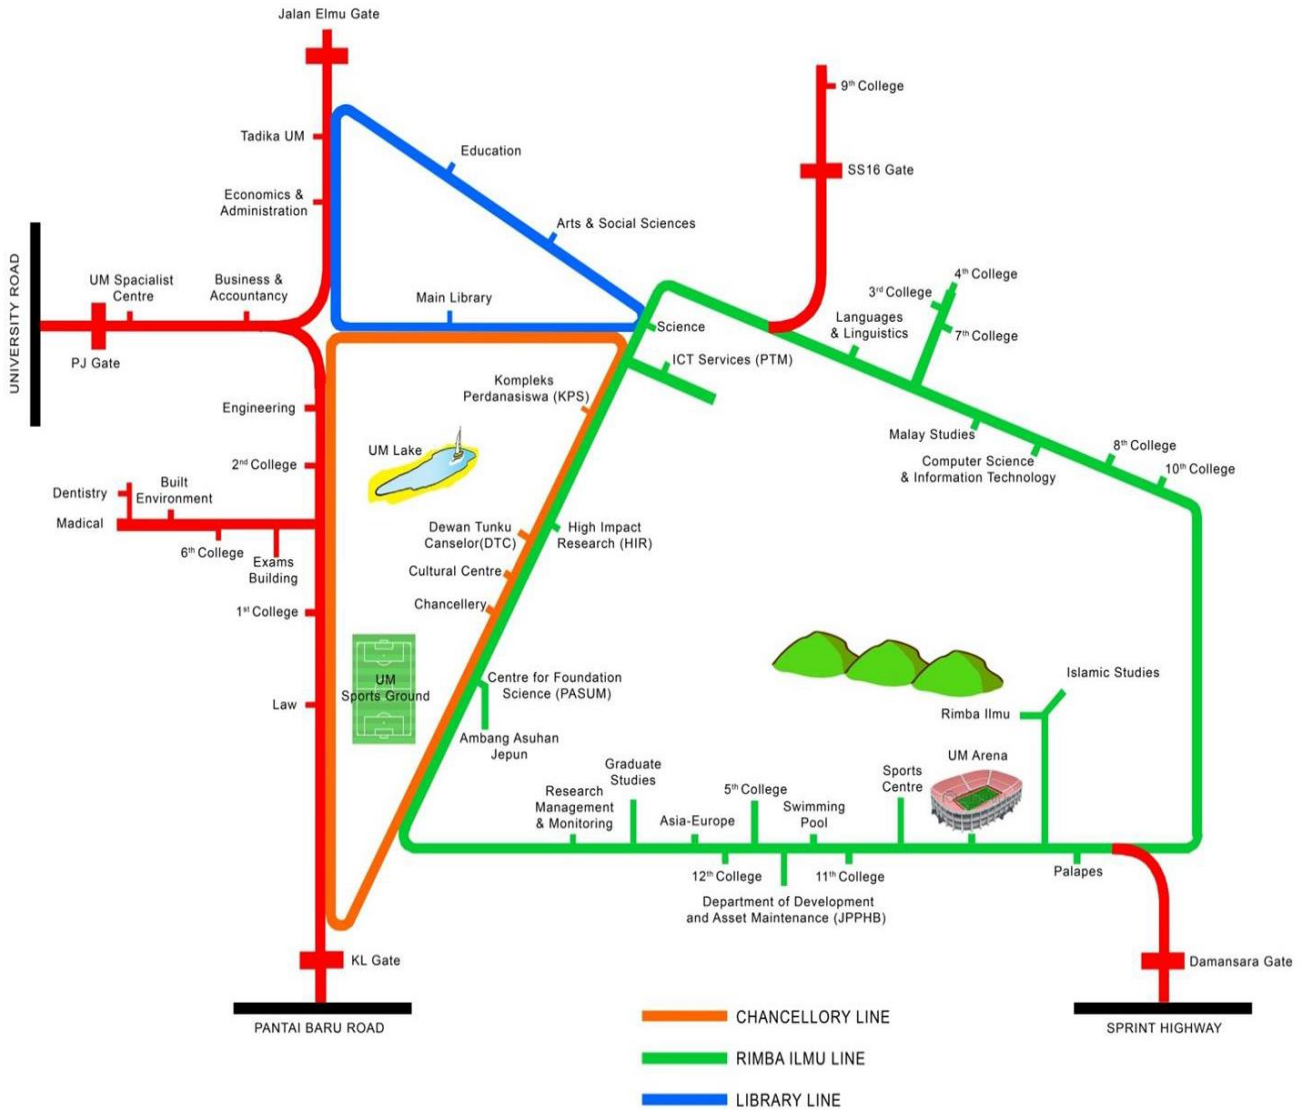 Jalan Elmu Gate
9th College
Tadika UM
Education
SS16 Gate
Economics &
Administration
Arts & Social Sciences
UNIVERSITY ROAD
UM Spacialist
Centre
Business &
Accountancy
Main Library
PJ Gate
Science
ICT Services (PTM)
4th College
3rd College
Languages
& Linguistics
7th College
Kompleks
Perdanasiswa (KPS)
Engineering
UM Lake
Malay Studies
Computer Science
& Information Technology
8th College
10th College
2nd College
Dentistry
Built
Environment
Madical
6th College
Exams
Building
Dewan Tunku
Canselor(DTC)
High Impact
Research (HIR)
Cultural Centre
Chancellery
1st College
UM
Sports Ground
Law
Centre for Foundation
Science (PASUM)
Ambang Asuhan
Jepun
Islamic Studies
Rimba Ilmu
UM Arena
Graduate
Studies
Research
Management
& Monitoring
Asia-Europe
5th College
Swimming
Pool
Sports
Centre
12th College
11th College
Palapes
Department of Development
and Asset Maintenance (JPPHB)
KL Gate
Damansara Gate
PANTAI BARU ROAD
SPRINT HIGHWAY
CHANCELLORY LINE
RIMBA ILMU LINE
LIBRARY LINE